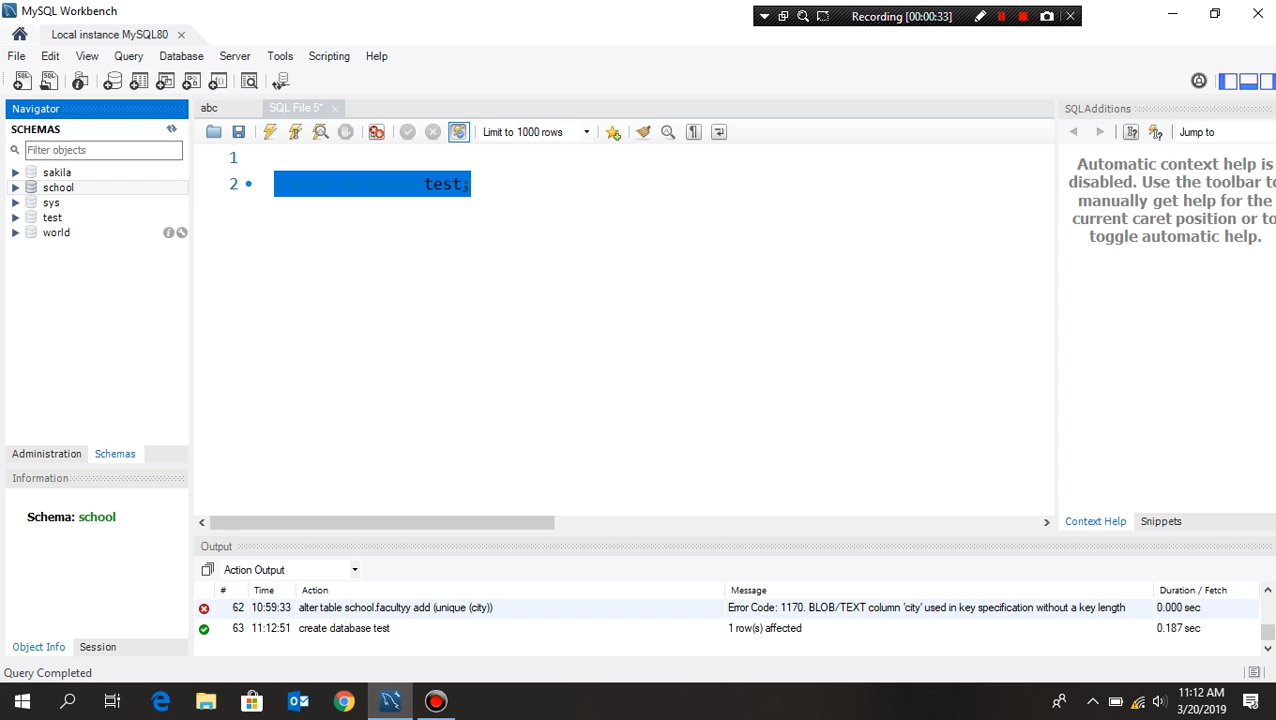 MySQL Workbench
Recording [00:00:33]
Local instance MySQL80
File Edit View Query Database Server Tools Scripting Help
Navigator
SCHEMAS
Filter objects
sakila
school
sys
test
world
Administration Schemas
Information
Schema: school
Object Info Session
Query Completed
abc SQL File 5*
Limit to 1000 rows
1
2 test;
SQLAdditions
Jump to
Automatic context help is
disabled. Use the toolbar to
manually get help for the
current caret position or to
toggle automatic help.
Context Help Snippets
Output
Action Output
# Time Action Message Duration / Fetch
62 10:59:33 alter table school.facultyy add (unique (city)) Error Code: 1170. BLOB/TEXT column 'city' used in key specification without a key length 0.000 sec
63 11:12:51 create database test 1 row(s) affected 0.187 sec
11:12 AM
3/20/2019